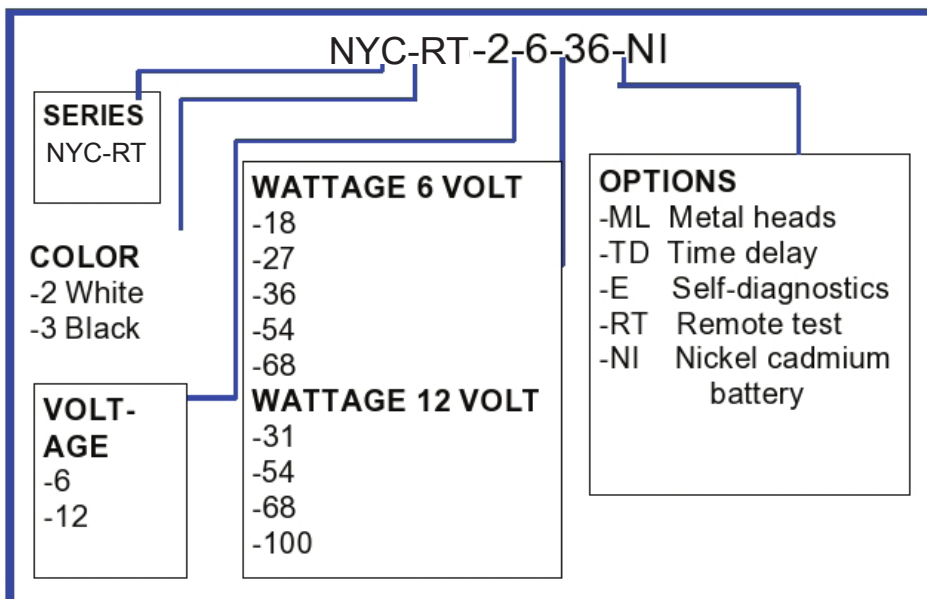 NYC-RT-2-6-36-NI
SERIES
NYC-RT
COLOR
-2 White
-3 Black
VOLT-
AGE
-6
-12
WATTAGE 6 VOLT
-18
-27
-36
-54
-68
WATTAGE 12 VOLT
-31
-54
-68
-100
OPTIONS
-ML Metal heads
-TD Time delay
-E Self-diagnostics
-RT Remote test
-NI Nickel cadmium
battery